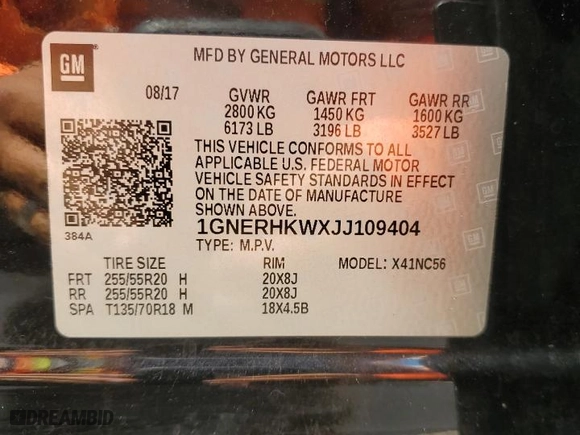 GM
MFD BY GENERAL MOTORS LLC
08/17 GVWR GAWR FRT GAWR RR
2800 KG 1450 KG 1600 KG
6173 LB 3196 LB 3527 LB
THIS VEHICLE CONFORMS TO ALL
APPLICABLE U.S. FEDERAL MOTOR
VEHICLE SAFETY STANDARDS IN EFFECT
ON THE DATE OF MANUFACTURE
SHOWN ABOVE.
384A
1GNERHKWXJJ109404
TYPE: M.P.V.
TIRE SIZE RIM MODEL: X41NC56
FRT 255/55R20 H 20X8J
RR 255/55R20 H 20X8J
SPA T135/70R18 M 18X4.5B
DREAMBID